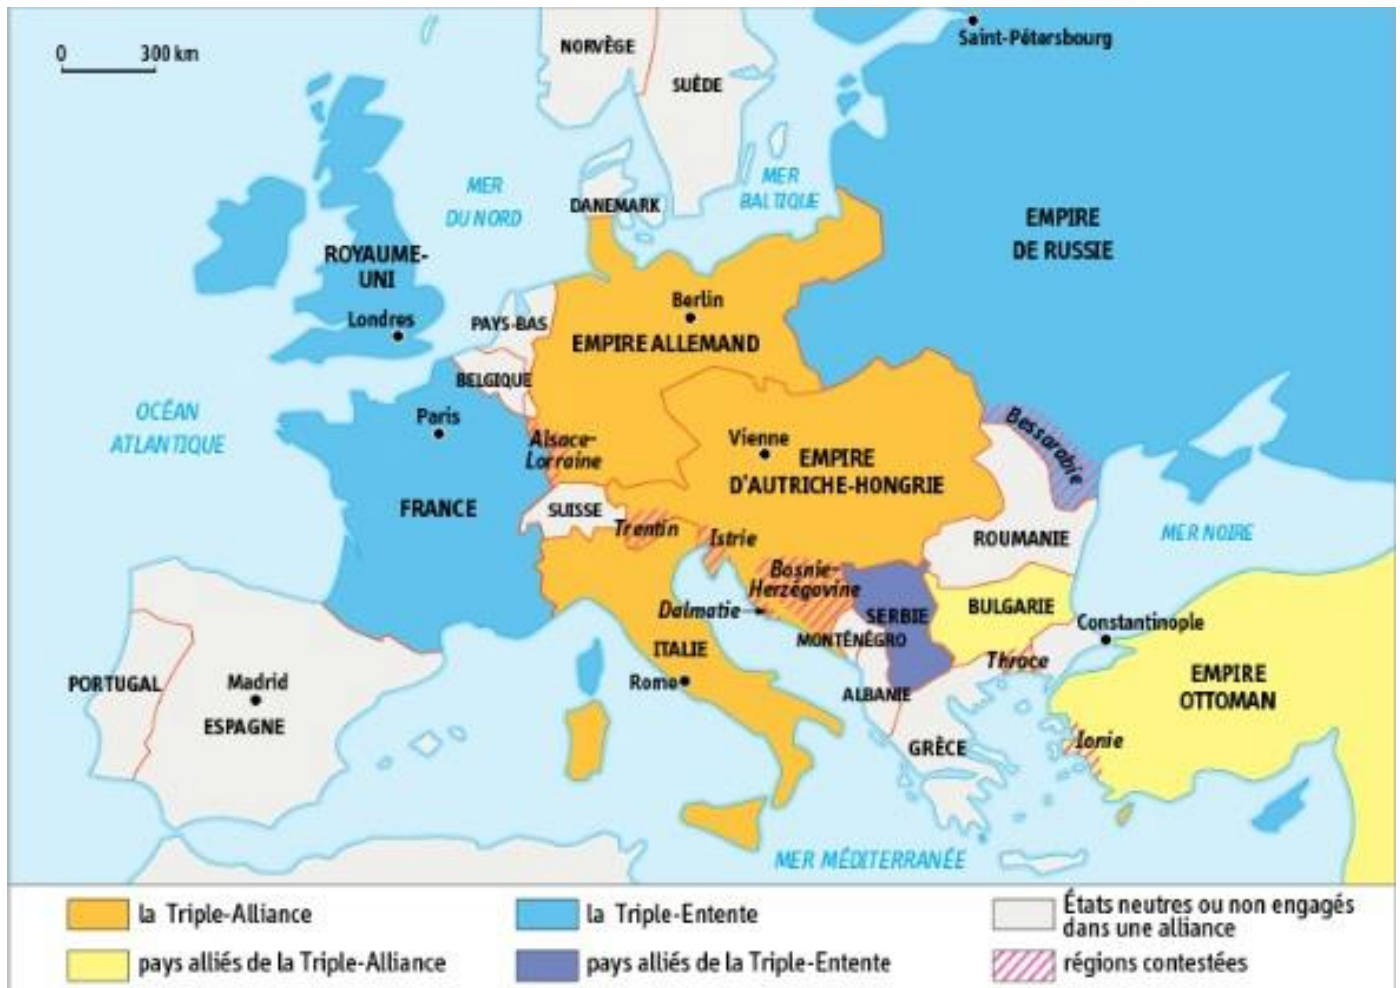 0 300 km
NORVÈGE
SUÈDE
Saint-Pétersbourg
MER
DU NORD
MER
BALTIQUE
DANEMARK
EMPIRE
DE RUSSIE
ROYAUME-
UNI
Londres
PAYS-BAS
Berlin
EMPIRE ALLEMAND
BELGIQUE
OCÉAN
ATLANTIQUE
Paris
Alsace-
Lorraine
Vienne
EMPIRE
D'AUTRICHE-HONGRIE
Bessarabie
FRANCE
SUISSE
Trentin
Istrie
ROUMANIE
MER NOIRE
Bosnie-
Herzégovine
Dalmatie
SERBIE
BULGARIE
MONTÉNÉGRO
Constantinople
ITALIE
Rome
Thrace
ALBANIE
EMPIRE
OTTOMAN
PORTUGAL
Madrid
ESPAGNE
GRÈCE
Ionie
MER MÉDITERRANÉE
la Triple-Alliance
la Triple-Entente
États neutres ou non engagés
dans une alliance
pays alliés de la Triple-Alliance
pays alliés de la Triple-Entente
régions contestées